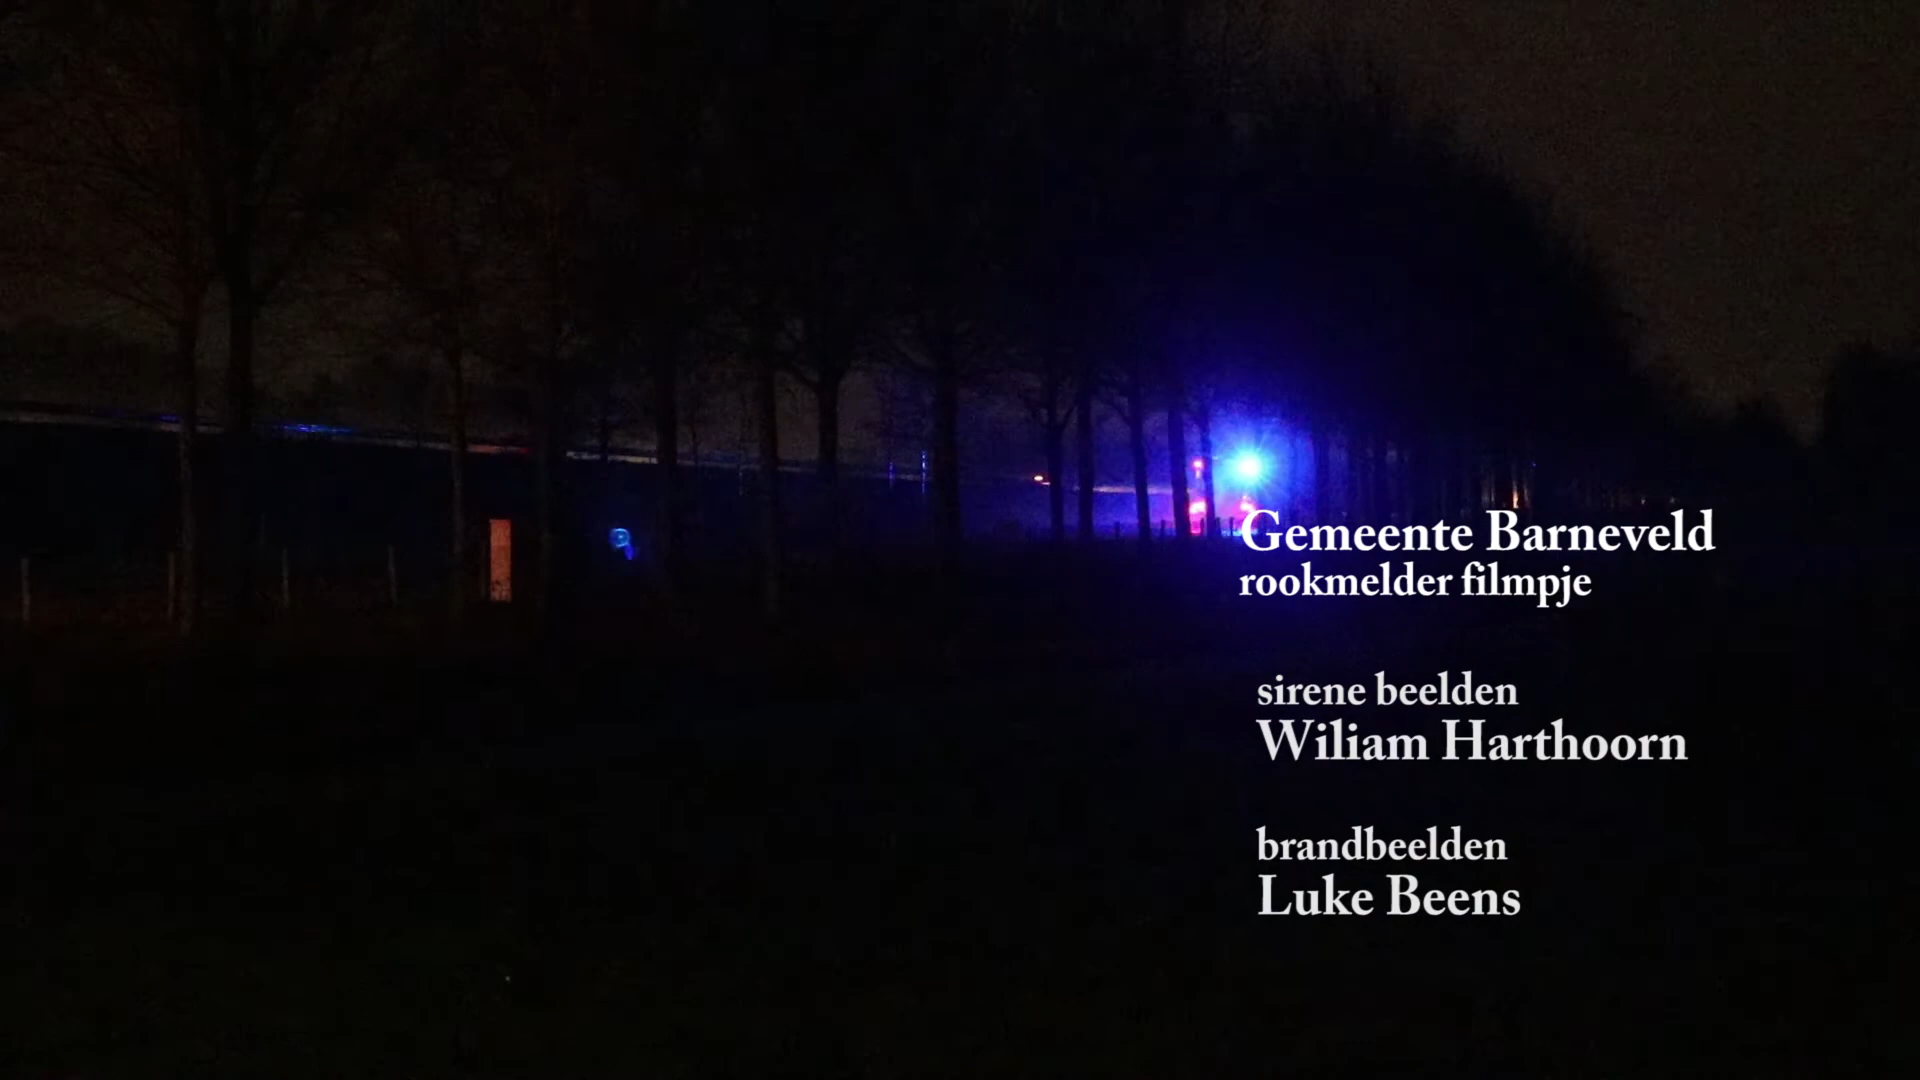 Gemeente Barneveld
rookmelder filmpje
sirene beelden
Wiliam Harthoorn
brandbeelden
Luke Beens